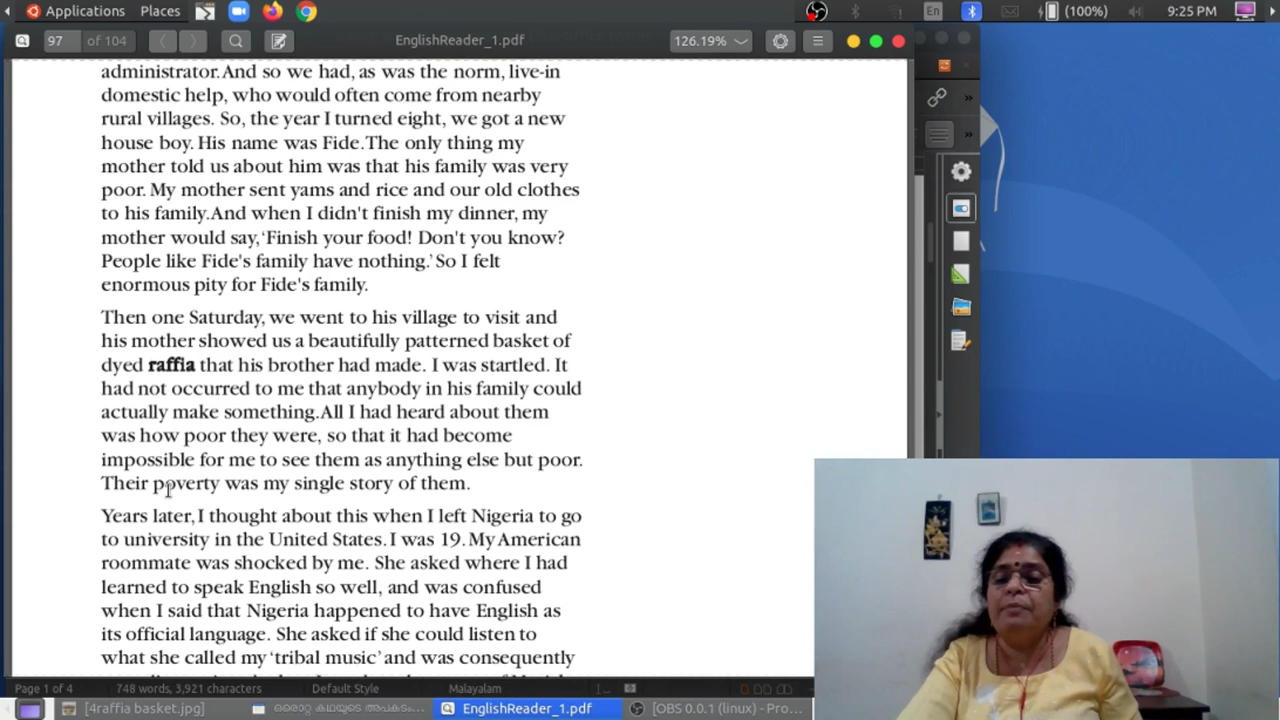 Applications Places En (100%) 9:25 PM
97 of 104 EnglishReader_1.pdf 126.19%
administrator. And so we had, as was the norm, live-in
domestic help, who would often come from nearby
rural villages. So, the year I turned eight, we got a new
house boy. His name was Fide. The only thing my
mother told us about him was that his family was very
poor. My mother sent yams and rice and our old clothes
to his family. And when I didn't finish my dinner, my
mother would say, ‘Finish your food! Don't you know?
People like Fide's family have nothing.’ So I felt
enormous pity for Fide's family.
Then one Saturday, we went to his village to visit and
his mother showed us a beautifully patterned basket of
dyed raffia that his brother had made. I was startled. It
had not occurred to me that anybody in his family could
actually make something. All I had heard about them
was how poor they were, so that it had become
impossible for me to see them as anything else but poor.
Their poverty was my single story of them.
Years later, I thought about this when I left Nigeria to go
to university in the United States. I was 19. My American
roommate was shocked by me. She asked where I had
learned to speak English so well, and was confused
when I said that Nigeria happened to have English as
its official language. She asked if she could listen to
what she called my ‘tribal music’ and was consequently
Page 1 of 4 748 words, 3,921 characters Default Style Malayalam
[4raffia basket.jpg] ഒരൊറ്റ കഥയുടെ അപകടം... EnglishReader_1.pdf [OBS 0.0.1 (linux) - Pro...